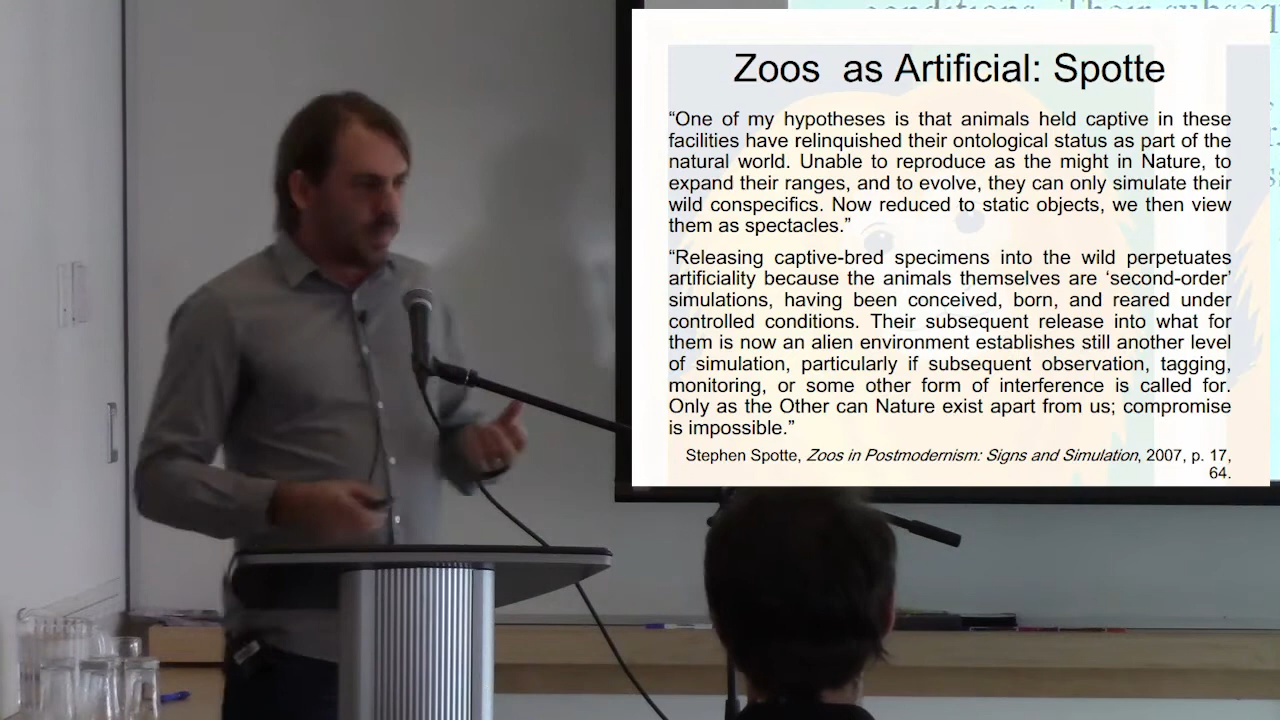 conditions. Their subseq
Zoos as Artificial: Spotte
“One of my hypotheses is that animals held captive in these
facilities have relinquished their ontological status as part of the
natural world. Unable to reproduce as the might in Nature, to
expand their ranges, and to evolve, they can only simulate their
wild conspecifics. Now reduced to static objects, we then view
them as spectacles.”
“Releasing captive-bred specimens into the wild perpetuates
artificiality because the animals themselves are ‘second-order’
simulations, having been conceived, born, and reared under
controlled conditions. Their subsequent release into what for
them is now an alien environment establishes still another level
of simulation, particularly if subsequent observation, tagging,
monitoring, or some other form of interference is called for.
Only as the Other can Nature exist apart from us; compromise
is impossible.”
Stephen Spotte, Zoos in Postmodernism: Signs and Simulation, 2007, p. 17,
64.